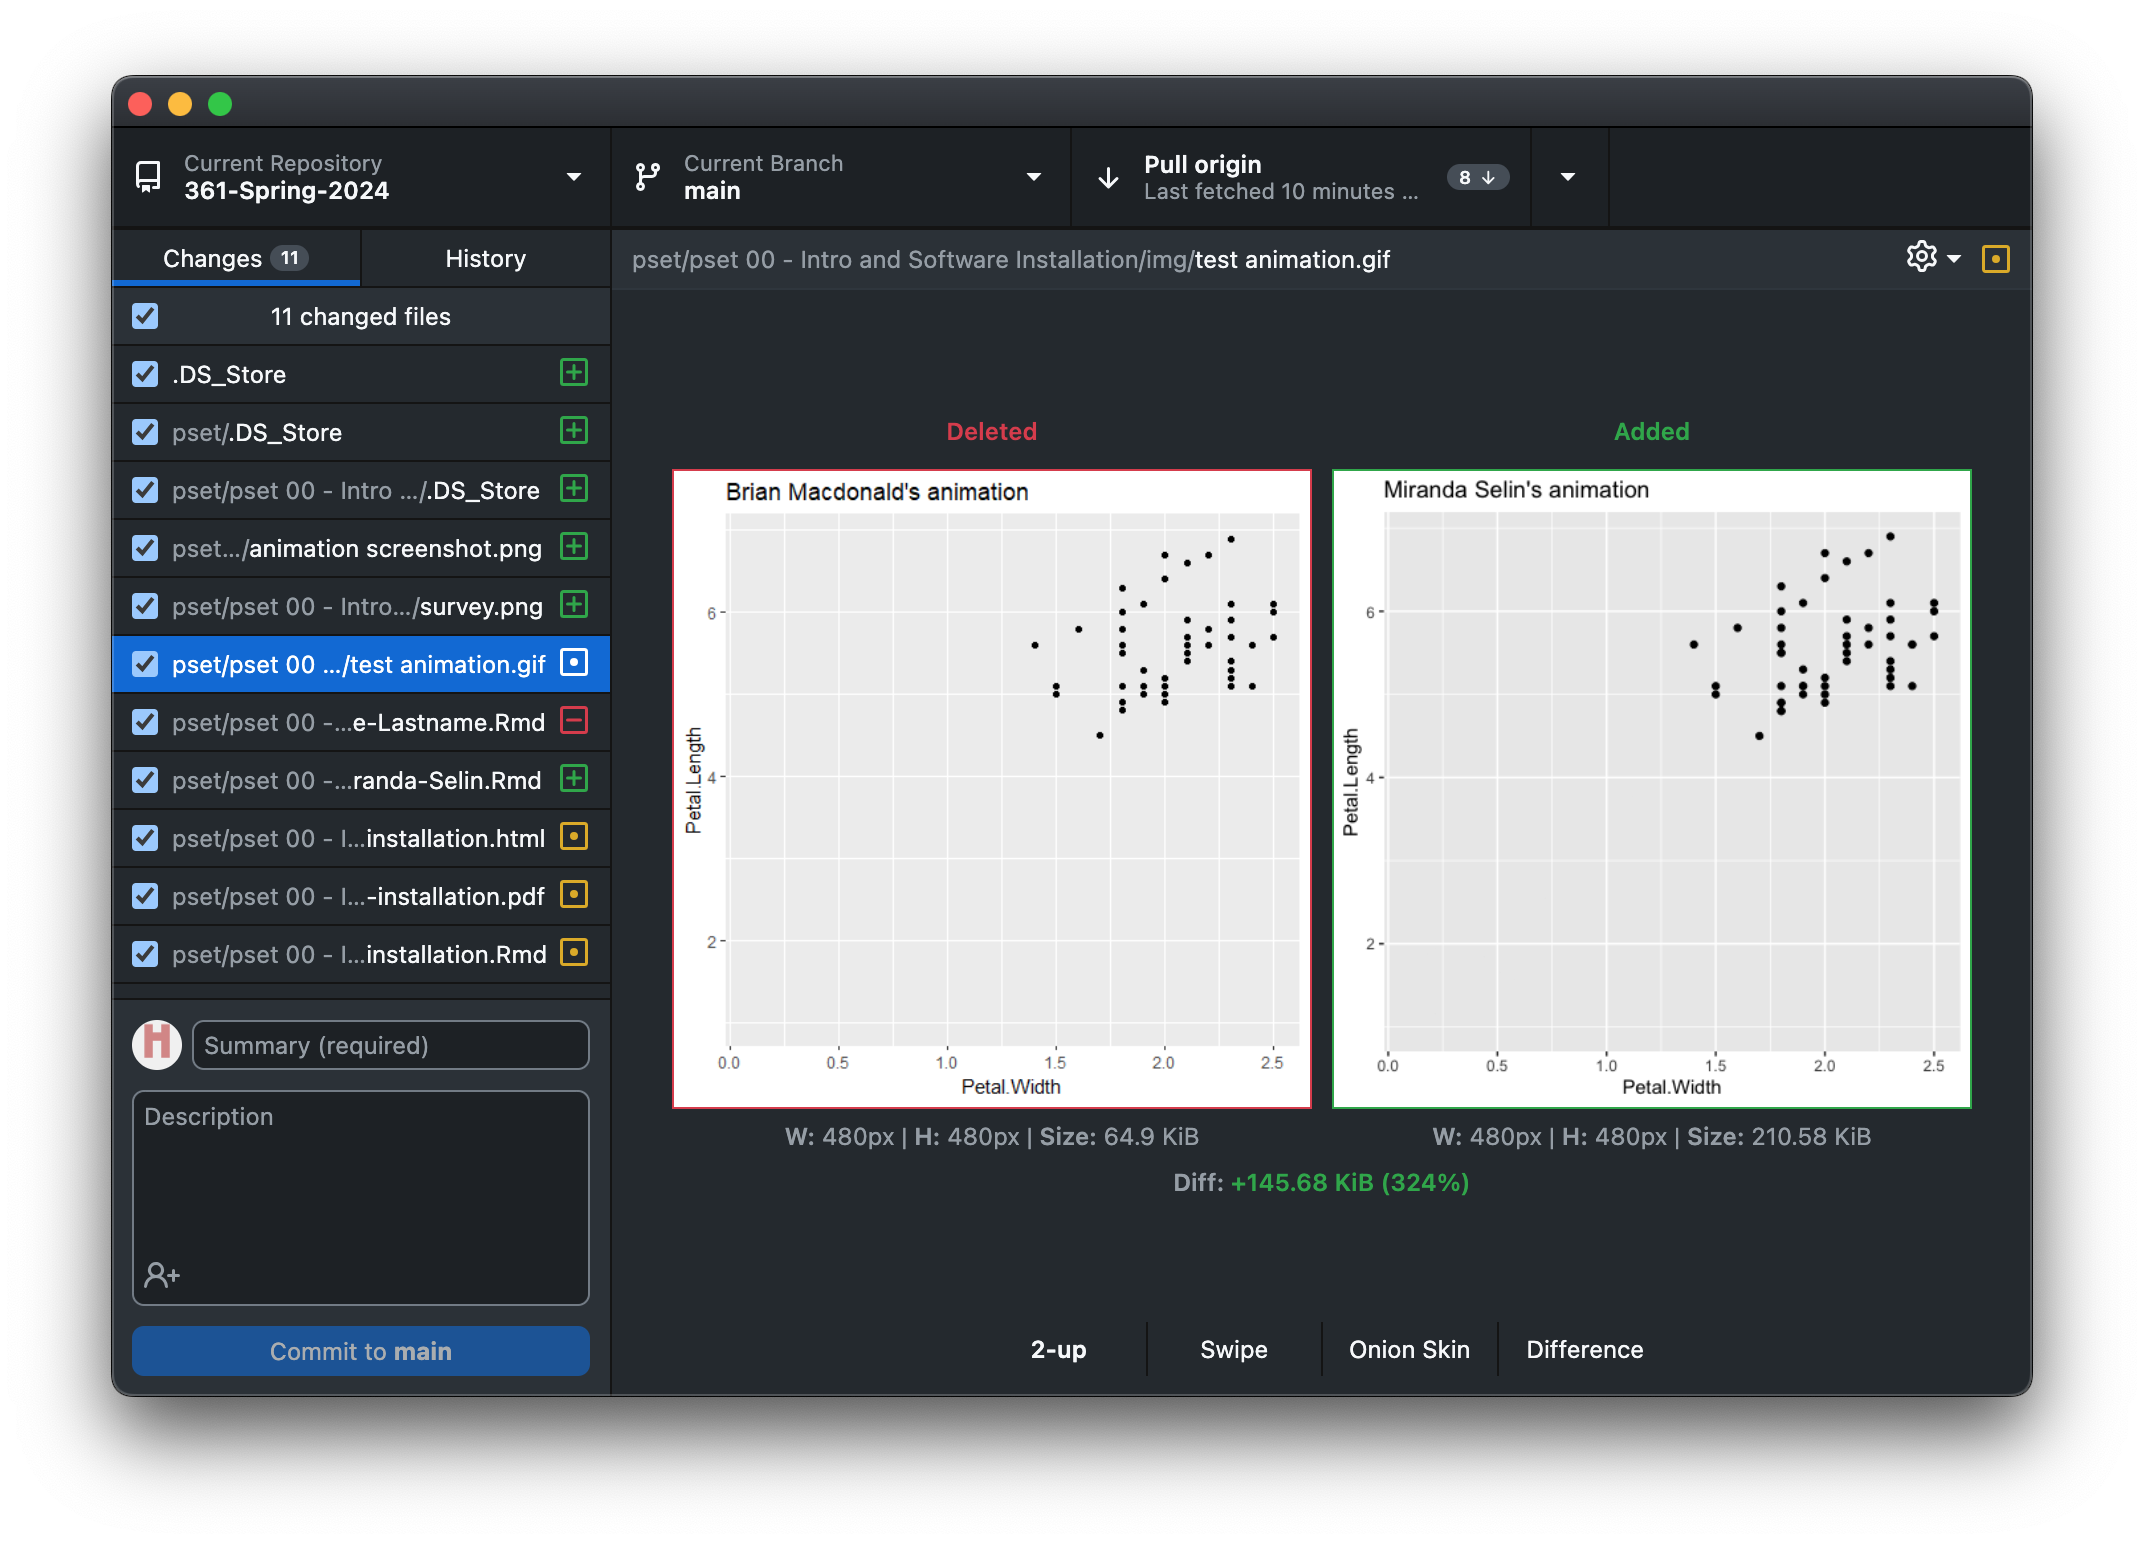 Current Repository
361-Spring-2024
Current Branch
main
Pull origin
Last fetched 10 minutes ...
8
Changes 11
History
pset/pset 00 - Intro and Software Installation/img/test animation.gif
11 changed files
.DS_Store
pset/.DS_Store
pset/pset 00 - Intro .../.DS_Store
pset.../animation screenshot.png
pset/pset 00 - Intro.../survey.png
pset/pset 00 .../test animation.gif
pset/pset 00 -...e-Lastname.Rmd
pset/pset 00 -...randa-Selin.Rmd
pset/pset 00 - I...installation.html
pset/pset 00 - I...-installation.pdf
pset/pset 00 - I...installation.Rmd
H
Summary (required)
Description
Commit to main
Deleted
Brian Macdonald's animation
6
4
2
Petal.Length
0.0 0.5 1.0 1.5 2.0 2.5
Petal.Width
W: 480px | H: 480px | Size: 64.9 KiB
Added
Miranda Selin's animation
6
4
2
Petal.Length
0.0 0.5 1.0 1.5 2.0 2.5
Petal.Width
W: 480px | H: 480px | Size: 210.58 KiB
Diff: +145.68 KiB (324%)
2-up
Swipe
Onion Skin
Difference